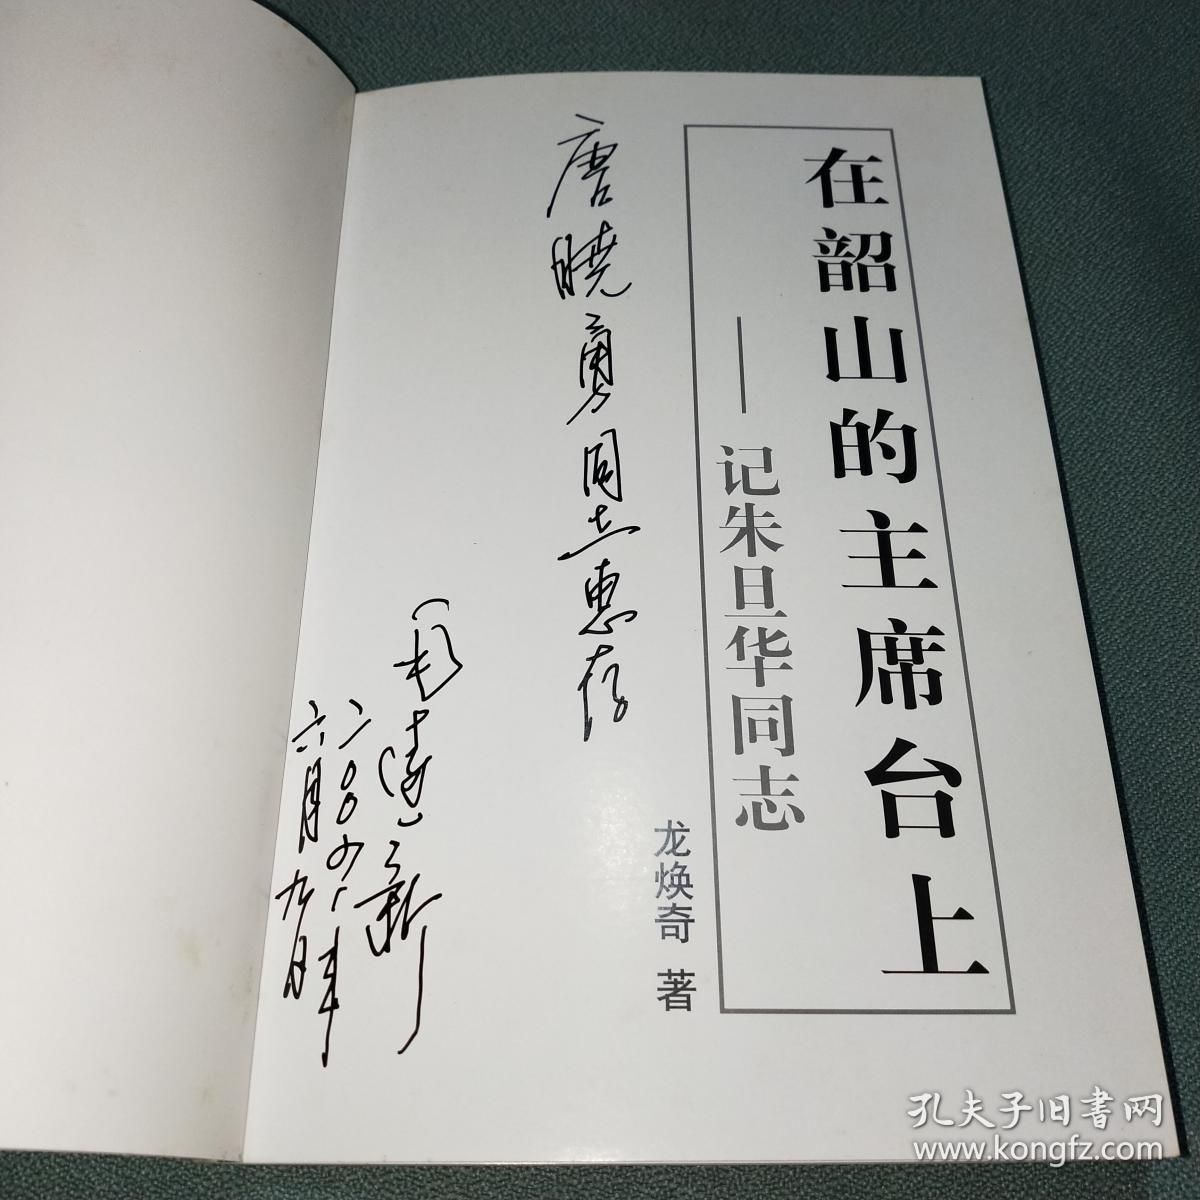 在韶山的主席台上
——记朱旦华同志
龙焕奇 著
唐晓勇同志惠存
毛
新
二〇〇六年
六月九日
孔夫子旧书网
www.kongfz.com